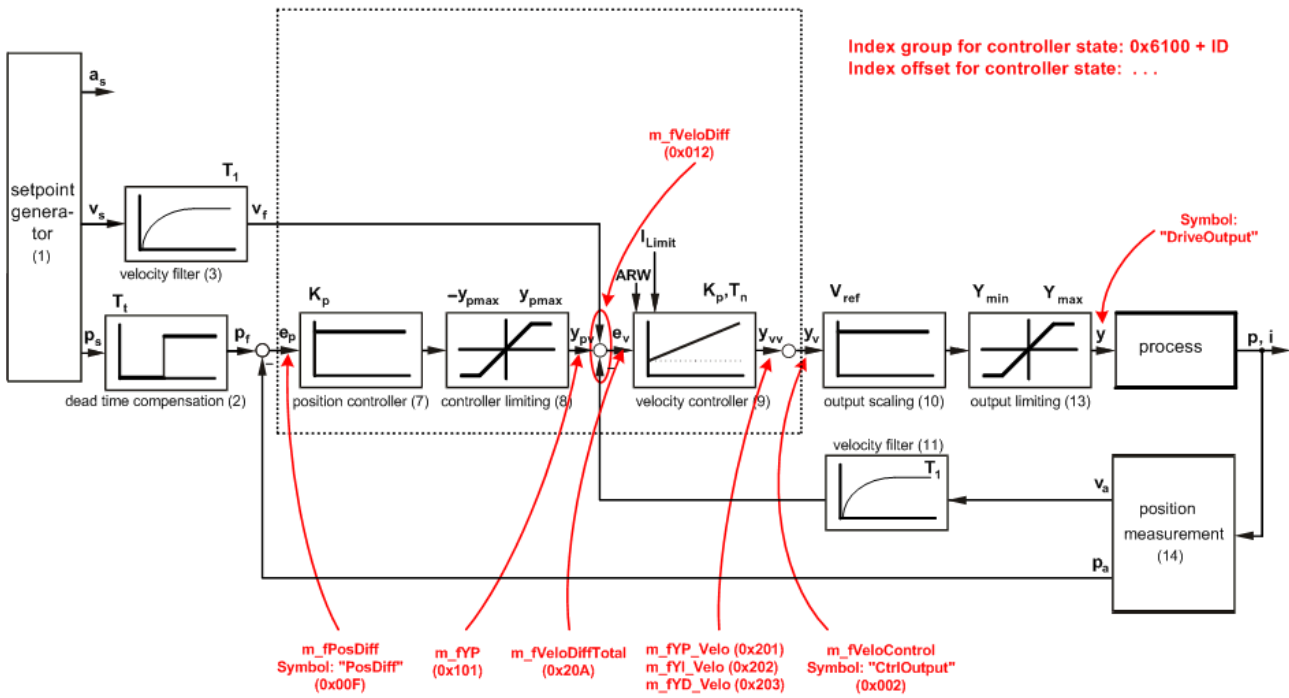 Index group for controller state: 0x6100 + ID
Index offset for controller state: . . .
a_s
m_fVeloDiff
(0x012)
setpoint
genera-
tor
(1)
T_1
v_s
v_f
velocity filter (3)
I_Limit
ARW
Symbol:
"DriveOutput"
T_t
K_p
–y_pmax
y_pmax
K_p,T_n
V_ref
Y_min
Y_max
p_s
p_f
e_p
y_pv
e_v
y_vv
y_v
y
process
p, i
–
–
dead time compensation (2)
position controller (7)
controller limiting (8)
velocity controller (9)
output scaling (10)
output limiting (13)
velocity filter (11)
T_1
v_a
position
measurement
(14)
p_a
m_fPosDiff
Symbol: "PosDiff"
(0x00F)
m_fYP
(0x101)
m_fVeloDiffTotal
(0x20A)
m_fYP_Velo (0x201)
m_fYI_Velo (0x202)
m_fYD_Velo (0x203)
m_fVeloControl
Symbol: "CtrlOutput"
(0x002)